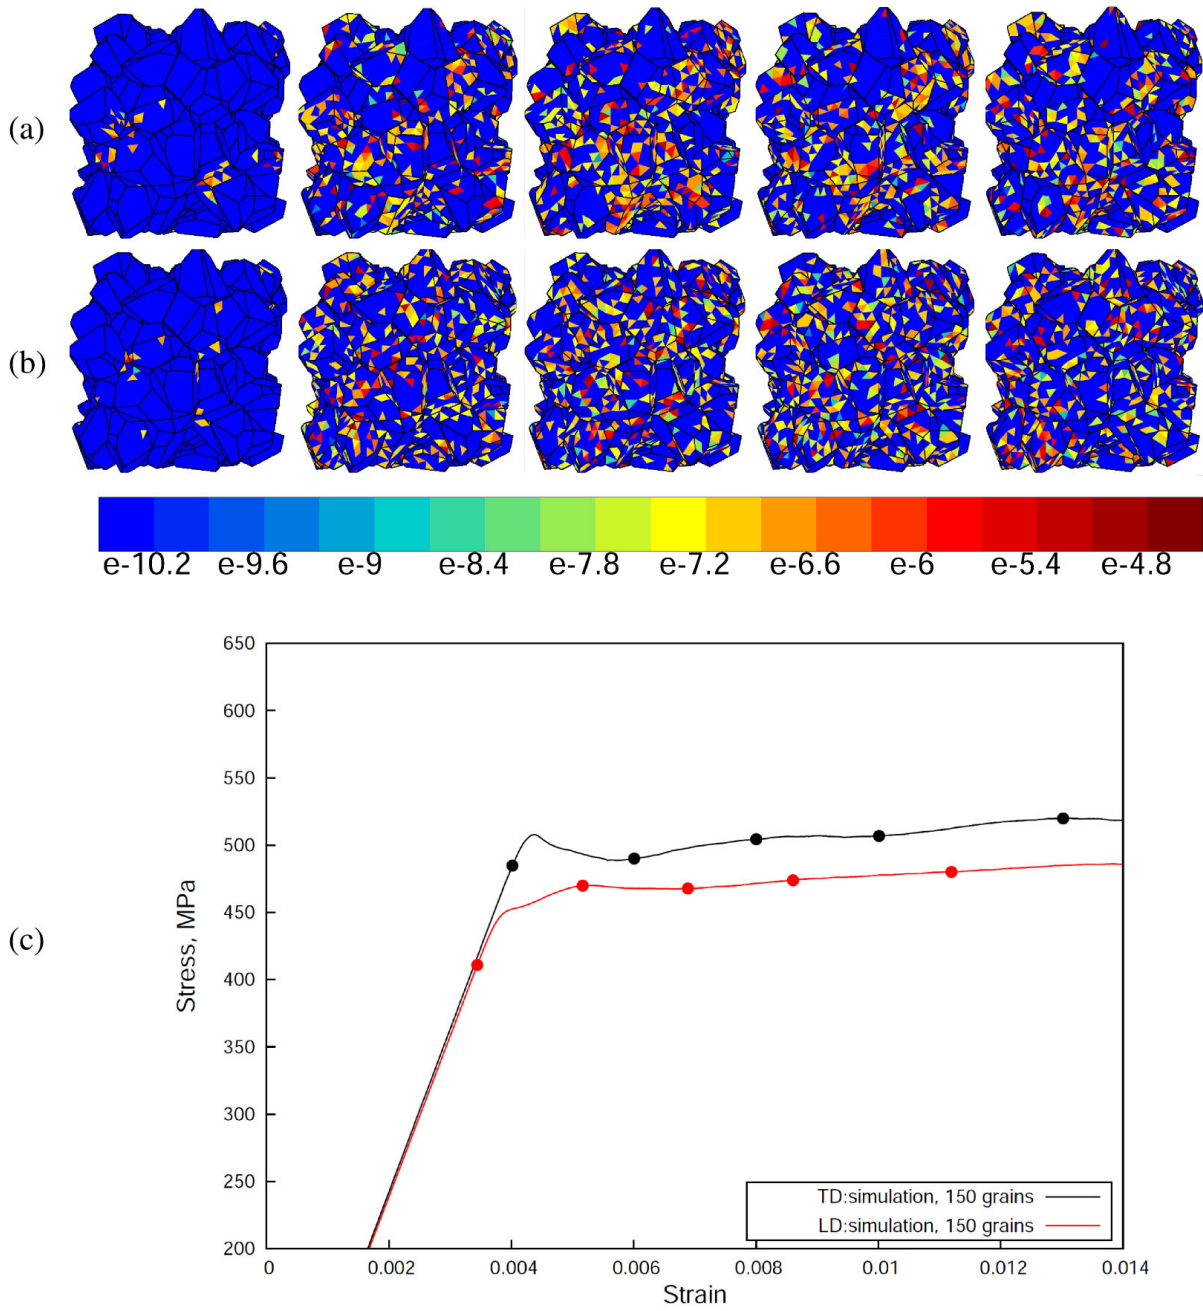 (a)
(b)
e-10.2 e-9.6 e-9 e-8.4 e-7.8 e-7.2 e-6.6 e-6 e-5.4 e-4.8
(c)
Stress, MPa
650
600
550
500
450
400
350
300
250
200
0 0.002 0.004 0.006 0.008 0.01 0.012 0.014
Strain
TD:simulation, 150 grains
LD:simulation, 150 grains